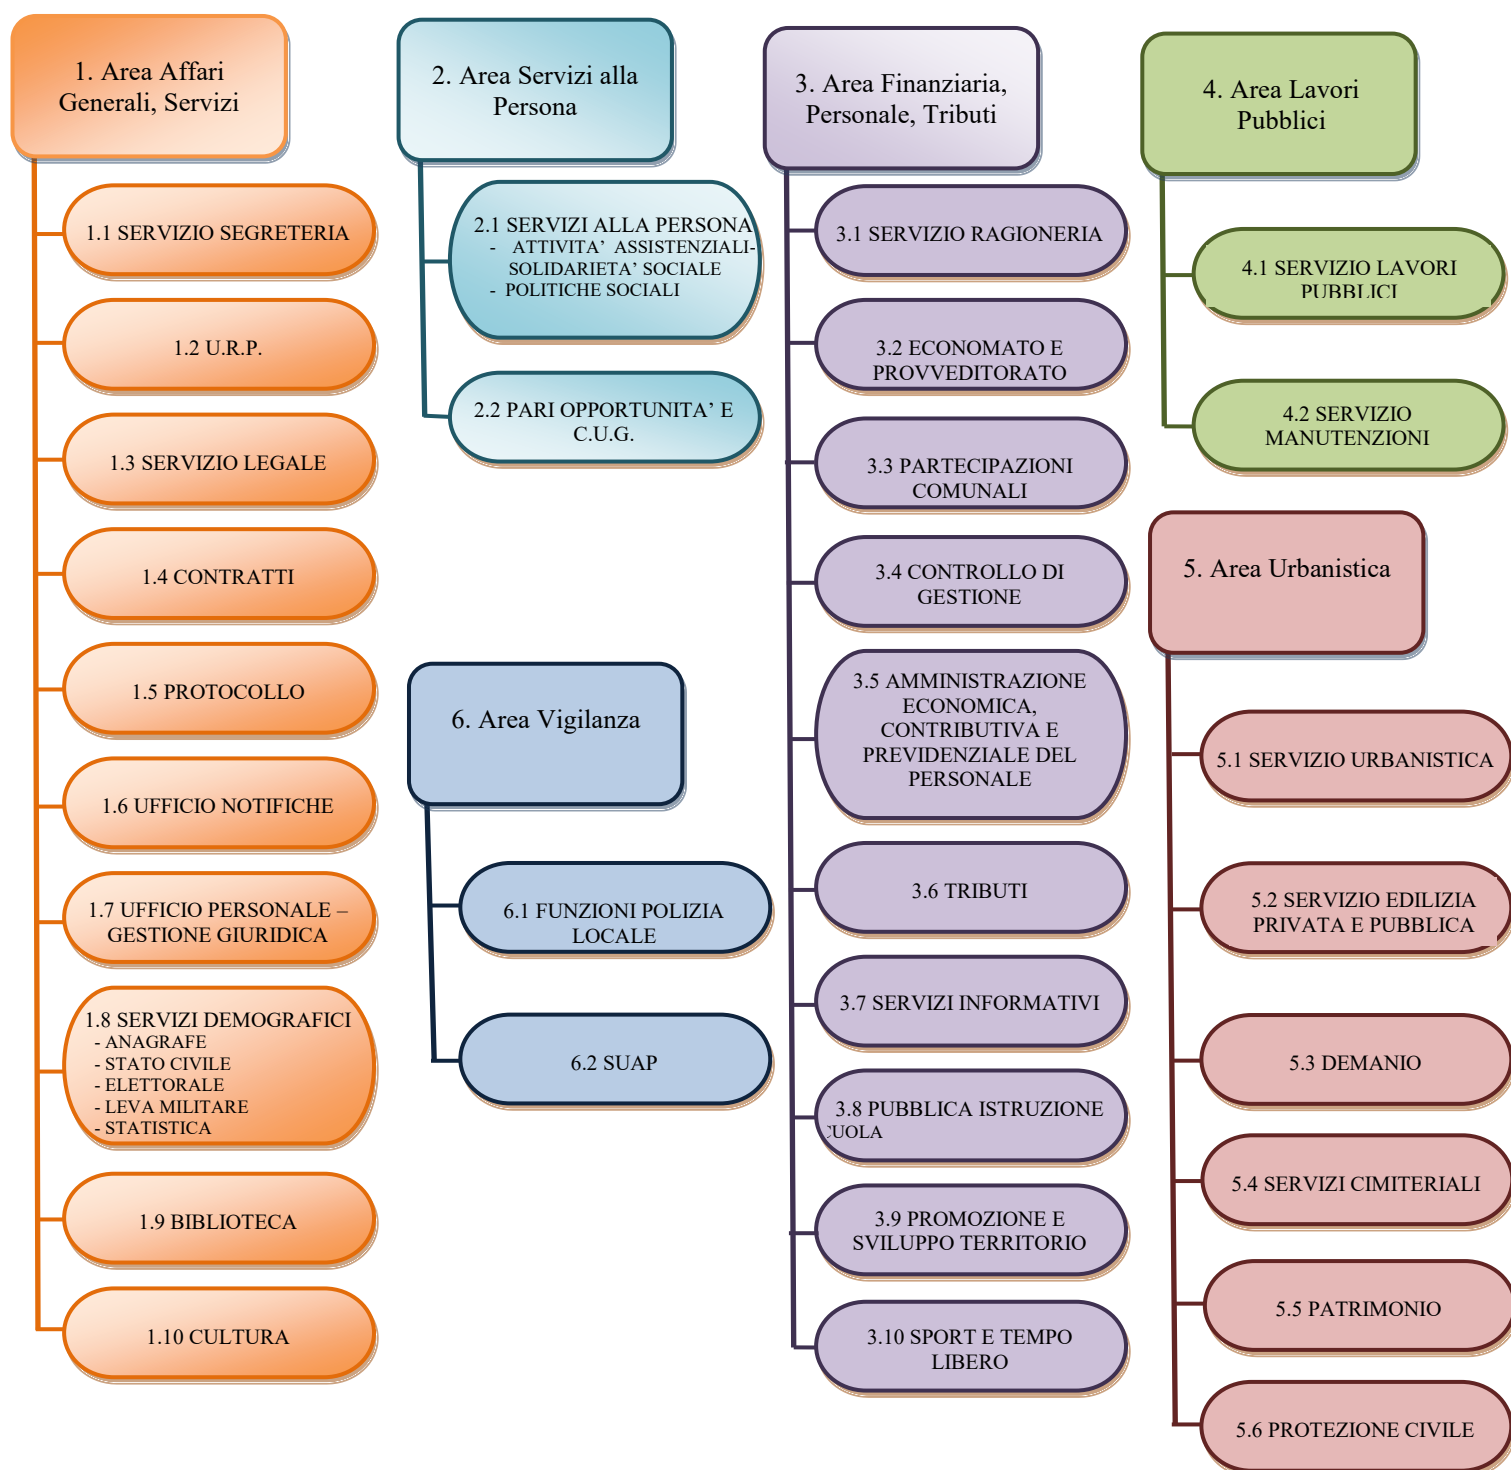 1. Area Affari
Generali, Servizi
1.1 SERVIZIO SEGRETERIA
1.2 U.R.P.
1.3 SERVIZIO LEGALE
1.4 CONTRATTI
1.5 PROTOCOLLO
1.6 UFFICIO NOTIFICHE
1.7 UFFICIO PERSONALE –
GESTIONE GIURIDICA
1.8 SERVIZI DEMOGRAFICI
- ANAGRAFE
- STATO CIVILE
- ELETTORALE
- LEVA MILITARE
- STATISTICA
1.9 BIBLIOTECA
1.10 CULTURA
2. Area Servizi alla
Persona
2.1 SERVIZI ALLA PERSONA
- ATTIVITA’ ASSISTENZIALI-
SOLIDARIETA’ SOCIALE
- POLITICHE SOCIALI
2.2 PARI OPPORTUNITA’ E
C.U.G.
6. Area Vigilanza
6.1 FUNZIONI POLIZIA
LOCALE
6.2 SUAP
3. Area Finanziaria,
Personale, Tributi
3.1 SERVIZIO RAGIONERIA
3.2 ECONOMATO E
PROVVEDITORATO
3.3 PARTECIPAZIONI
COMUNALI
3.4 CONTROLLO DI
GESTIONE
3.5 AMMINISTRAZIONE
ECONOMICA,
CONTRIBUTIVA E
PREVIDENZIALE DEL
PERSONALE
3.6 TRIBUTI
3.7 SERVIZI INFORMATIVI
3.8 PUBBLICA ISTRUZIONE
CUOLA
3.9 PROMOZIONE E
SVILUPPO TERRITORIO
3.10 SPORT E TEMPO
LIBERO
4. Area Lavori
Pubblici
4.1 SERVIZIO LAVORI
PUBBLICI
4.2 SERVIZIO
MANUTENZIONI
5. Area Urbanistica
5.1 SERVIZIO URBANISTICA
5.2 SERVIZIO EDILIZIA
PRIVATA E PUBBLICA
5.3 DEMANIO
5.4 SERVIZI CIMITERIALI
5.5 PATRIMONIO
5.6 PROTEZIONE CIVILE